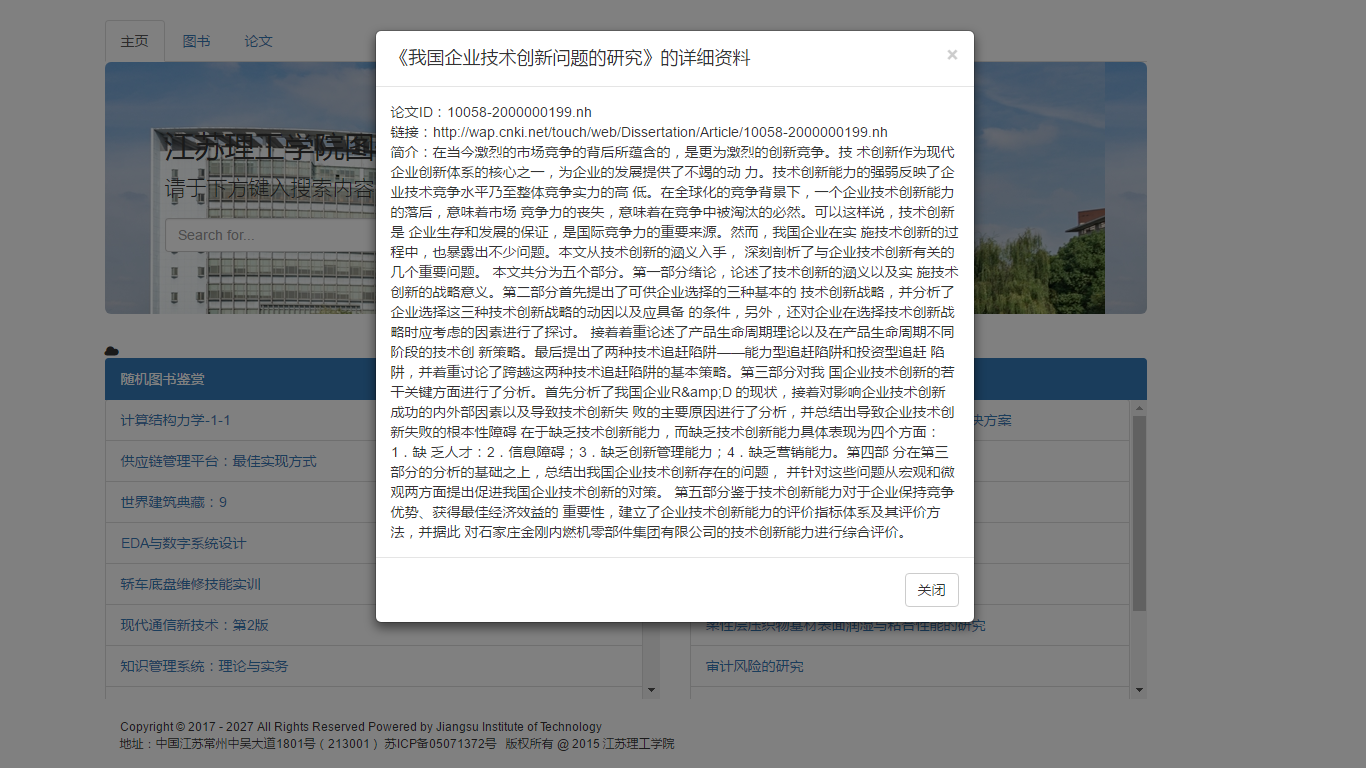 主页 图书 论文
《我国企业技术创新问题的研究》的详细资料 ×
论文ID：10058-2000000199.nh
链接：http://wap.cnki.net/touch/web/Dissertation/Article/10058-2000000199.nh
简介：在当今激烈的市场竞争的背后所蕴含的，是更为激烈的创新竞争。技 术创新作为现代
企业创新体系的核心之一，为企业的发展提供了不竭的动 力。技术创新能力的强弱反映了企
业技术竞争水平乃至整体竞争实力的高 低。在全球化的竞争背景下，一个企业技术创新能力
的落后，意味着市场 竞争力的丧失，意味着在竞争中被淘汰的必然。可以这样说，技术创新
是 企业生存和发展的保证，是国际竞争力的重要来源。然而，我国企业在实 施技术创新的过
程中，也暴露出不少问题。本文从技术创新的涵义入手， 深刻剖析了与企业技术创新有关的
几个重要问题。 本文共分为五个部分。第一部分绪论，论述了技术创新的涵义以及实 施技术
创新的战略意义。第二部分首先提出了可供企业选择的三种基本的 技术创新战略，并分析了
企业选择这三种技术创新战略的动因以及应具备 的条件，另外，还对企业在选择技术创新战
略时应考虑的因素进行了探讨。 接着着重论述了产品生命周期理论以及在产品生命周期不同
阶段的技术创 新策略。最后提出了两种技术追赶陷阱——能力型追赶陷阱和投资型追赶 陷
阱，并着重讨论了跨越这两种技术追赶陷阱的基本策略。第三部分对我 国企业技术创新的若
干关键方面进行了分析。首先分析了我国企业R&amp;D 的现状，接着对影响企业技术创新
成功的内外部因素以及导致技术创新失 败的主要原因进行了分析，并总结出导致企业技术创
新失败的根本性障碍 在于缺乏技术创新能力，而缺乏技术创新能力具体表现为四个方面：
1．缺 乏人才：2．信息障碍；3．缺乏创新管理能力；4．缺乏营销能力。第四部 分在第三
部分的分析的基础之上，总结出我国企业技术创新存在的问题， 并针对这些问题从宏观和微
观两方面提出促进我国企业技术创新的对策。 第五部分鉴于技术创新能力对于企业保持竞争
优势、获得最佳经济效益的 重要性，建立了企业技术创新能力的评价指标体系及其评价方
法，并据此 对石家庄金刚内燃机零部件集团有限公司的技术创新能力进行综合评价。
关闭
江苏理工学院图
请于下方键入搜索内容
Search for...
随机图书鉴赏
计算结构力学-1-1
供应链管理平台：最佳实现方式
世界建筑典藏：9
EDA与数字系统设计
轿车底盘维修技能实训
现代通信新技术：第2版
知识管理系统：理论与实务
决方案
柔性层压织物基材表面润湿与粘合性能的研究
审计风险的研究
Copyright © 2017 - 2027 All Rights Reserved Powered by Jiangsu Institute of Technology
地址：中国江苏常州中吴大道1801号（213001）苏ICP备05071372号 版权所有 @ 2015 江苏理工学院